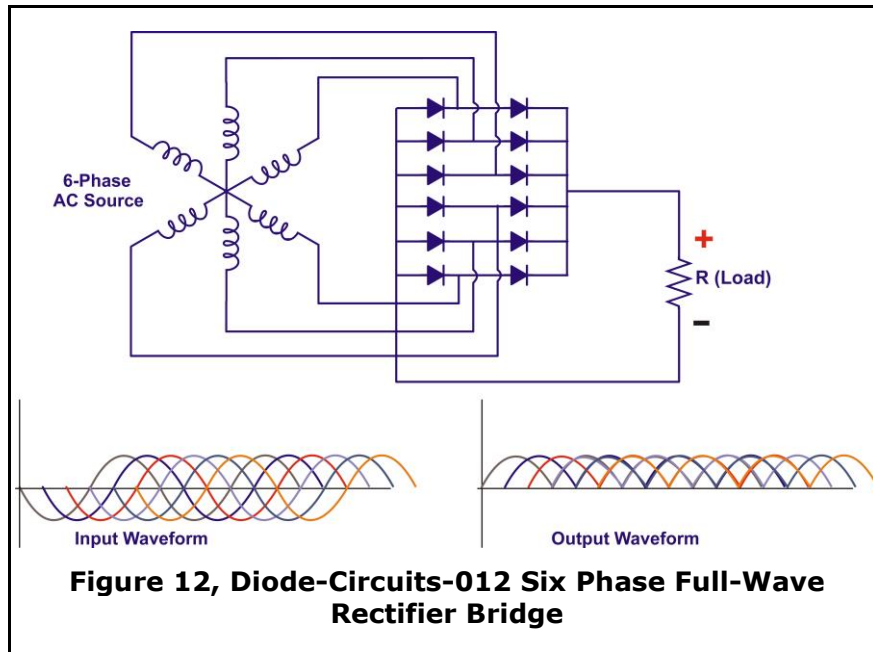 6-Phase
AC Source
+
R (Load)
−
Input Waveform
Output Waveform
Figure 12, Diode-Circuits-012 Six Phase Full-Wave
Rectifier Bridge